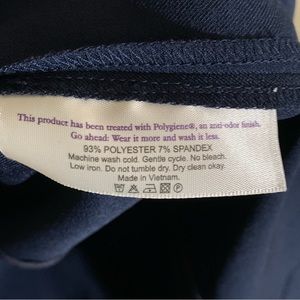 This product has been treated with Polygiene®, an anti-odor finish.
Go ahead: Wear it more and wash it less.
93% POLYESTER 7% SPANDEX
Machine wash cold. Gentle cycle. No bleach.
Low iron. Do not tumble dry. Dry clean okay.
Made in Vietnam.